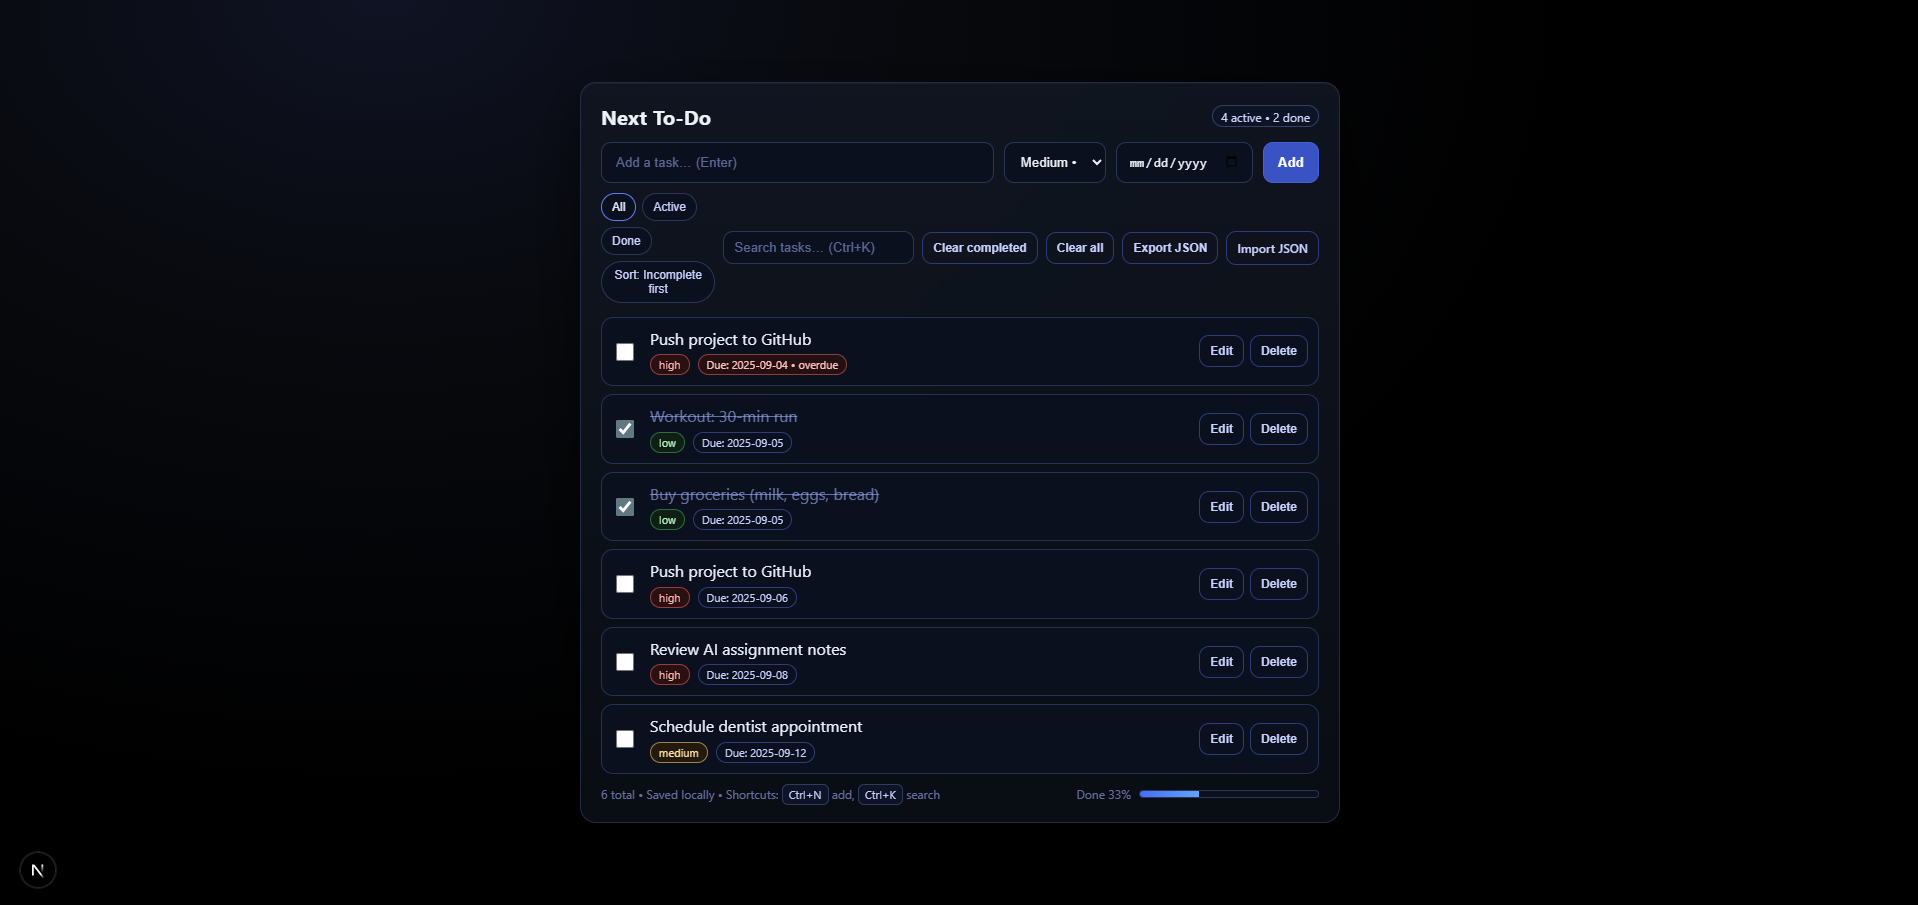 Next To-Do
4 active • 2 done
Add a task... (Enter)
Medium •
mm/dd/yyyy
Add
All
Active
Done
Sort: Incomplete
first
Search tasks... (Ctrl+K)
Clear completed
Clear all
Export JSON
Import JSON
Push project to GitHub
high
Due: 2025-09-04 • overdue
Edit
Delete
Workout: 30-min run
low
Due: 2025-09-05
Edit
Delete
Buy groceries (milk, eggs, bread)
low
Due: 2025-09-05
Edit
Delete
Push project to GitHub
high
Due: 2025-09-06
Edit
Delete
Review AI assignment notes
high
Due: 2025-09-08
Edit
Delete
Schedule dentist appointment
medium
Due: 2025-09-12
Edit
Delete
6 total • Saved locally • Shortcuts: Ctrl+N add, Ctrl+K search
Done 33%
N